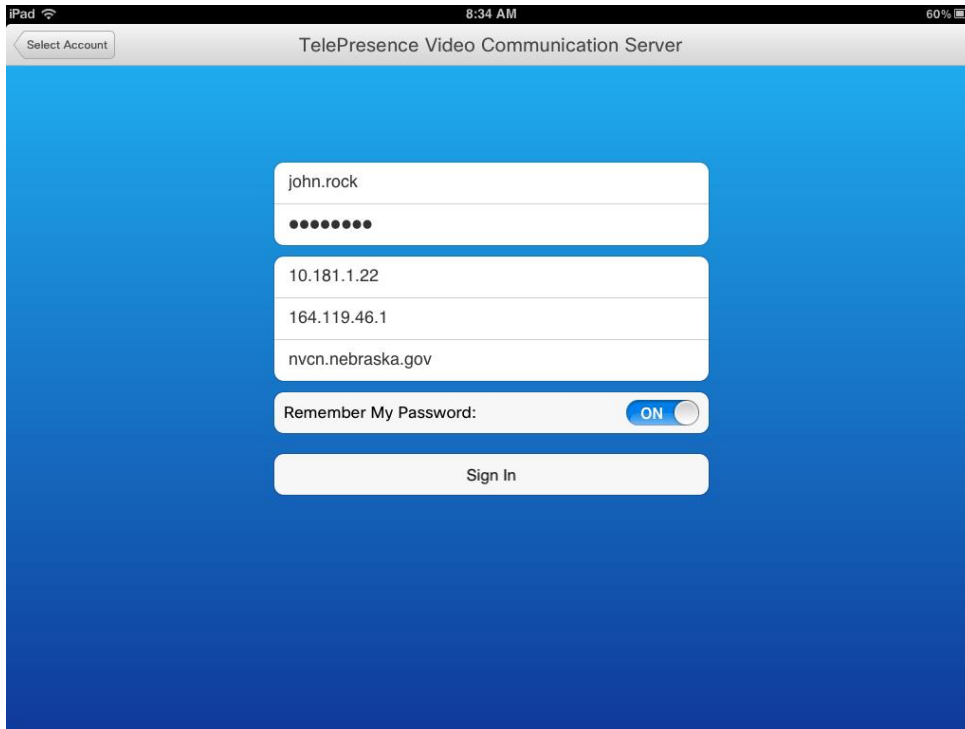 iPad 8:34 AM 60%
Select Account TelePresence Video Communication Server
john.rock
••••••••
10.181.1.22
164.119.46.1
nvcn.nebraska.gov
Remember My Password: ON
Sign In